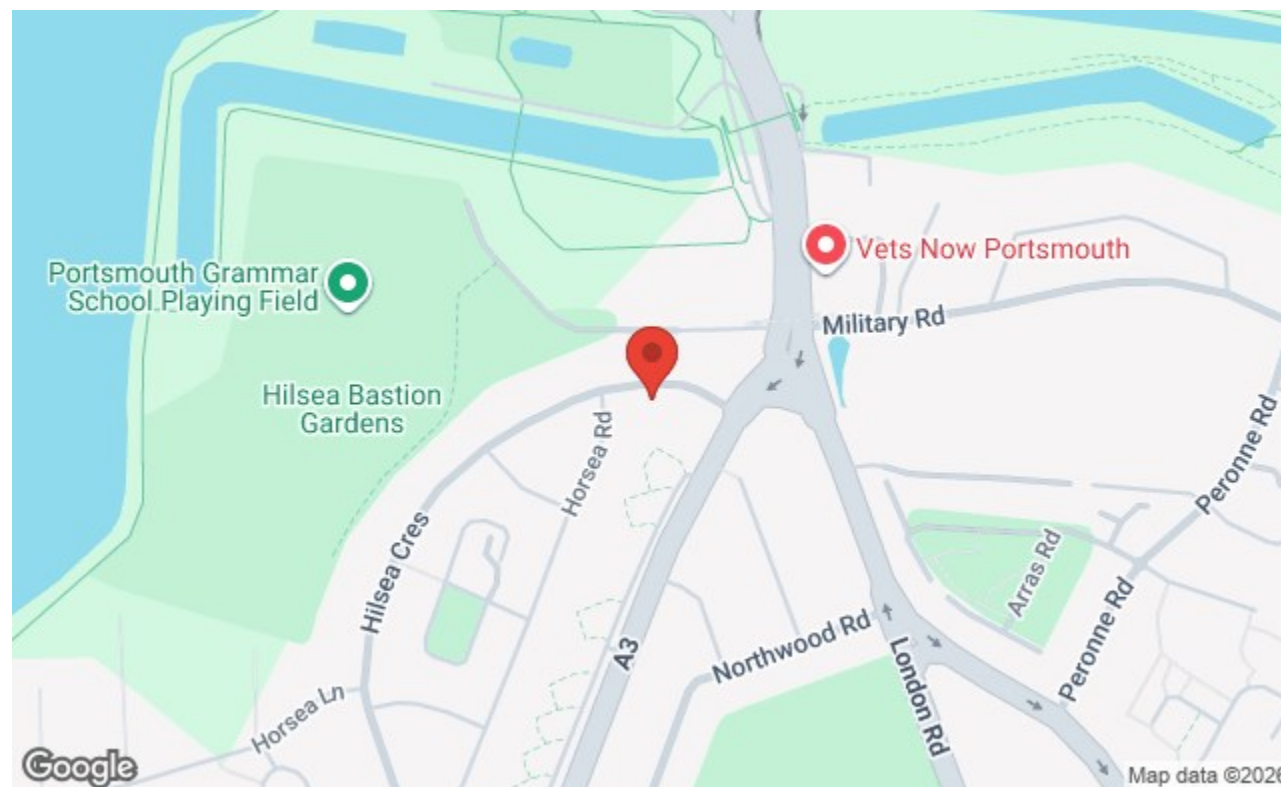 Portsmouth Grammar
School Playing Field
Vets Now Portsmouth
Military Rd
Hilsea Bastion
Gardens
Horsea Rd
Peronne Rd
Hilsea Cres
Arras Rd
A3
Northwood Rd
Peronne Rd
London Rd
Horsea Ln
Google
Map data ©2026